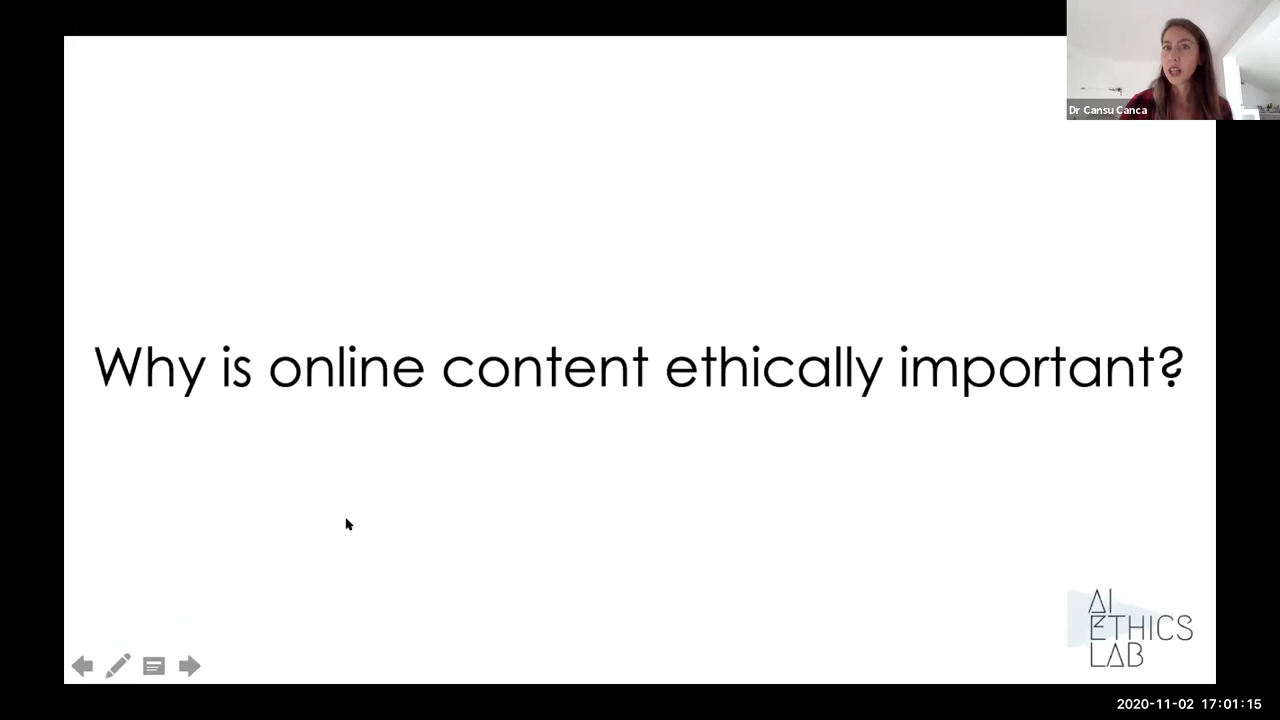 Dr Cansu Canca
Why is online content ethically important?
AI
ETHICS
LAB
2020-11-02 17:01:15